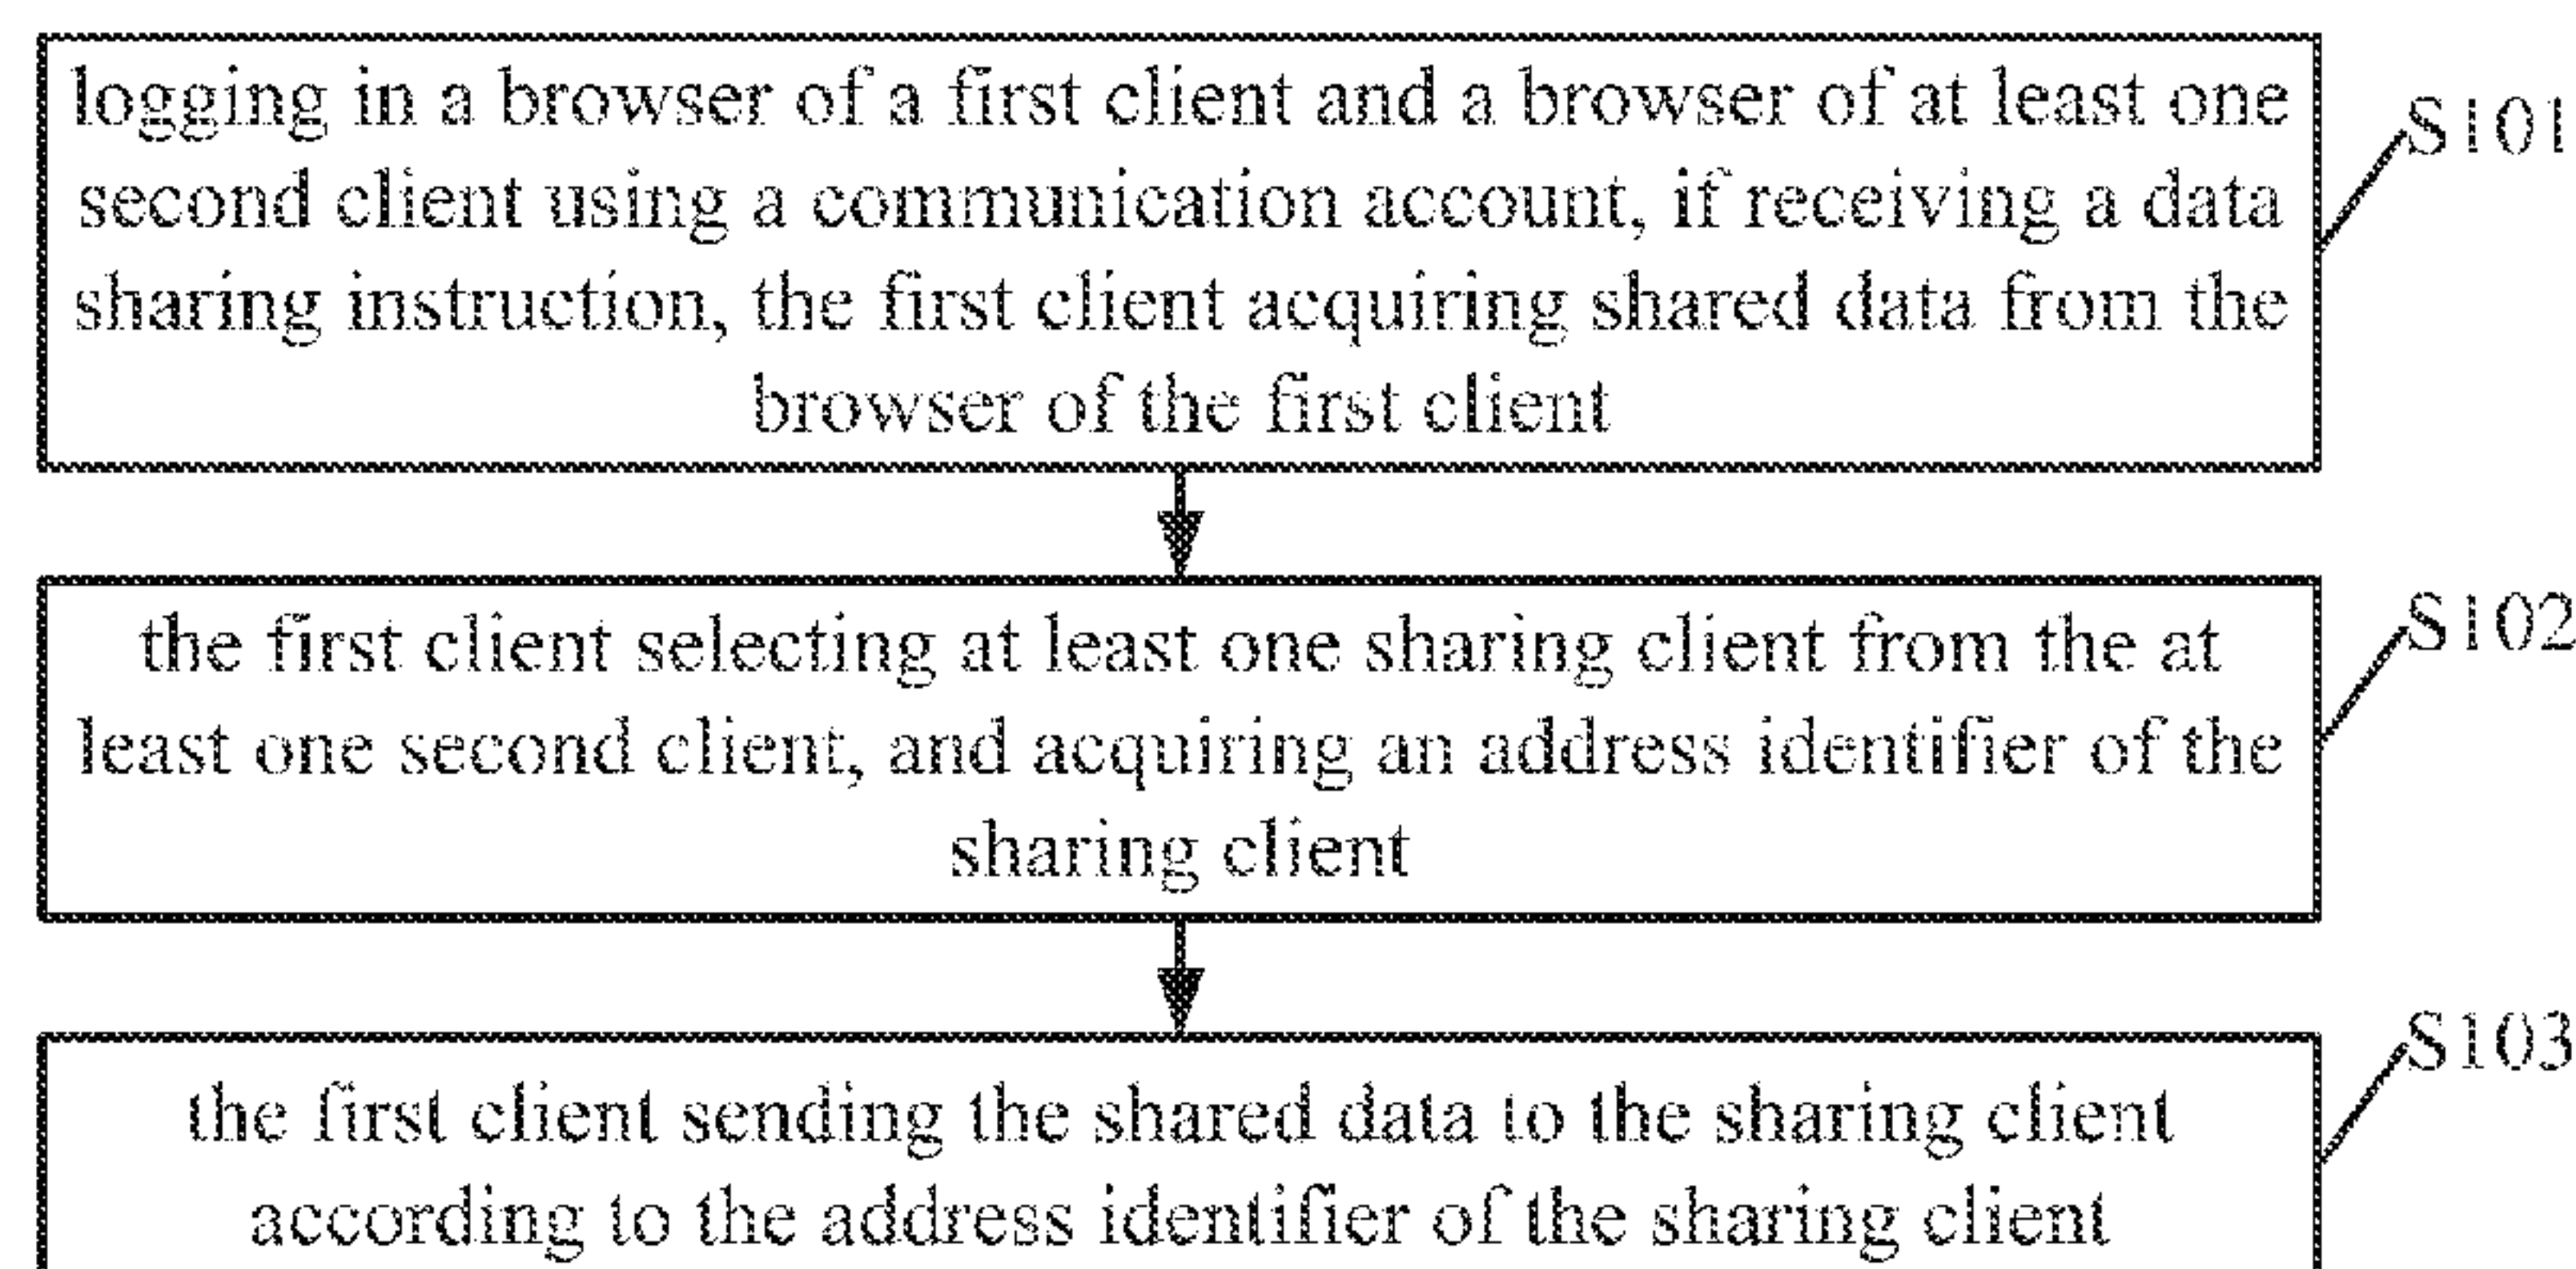 logging in a browser of a first client and a browser of at least one
second client using a communication account, if receiving a data
sharing instruction, the first client acquiring shared data from the
browser of the first client
S101
the first client selecting at least one sharing client from the at
least one second client, and acquiring an address identifier of the
sharing client
S102
the first client sending the shared data to the sharing client
according to the address identifier of the sharing client
S103